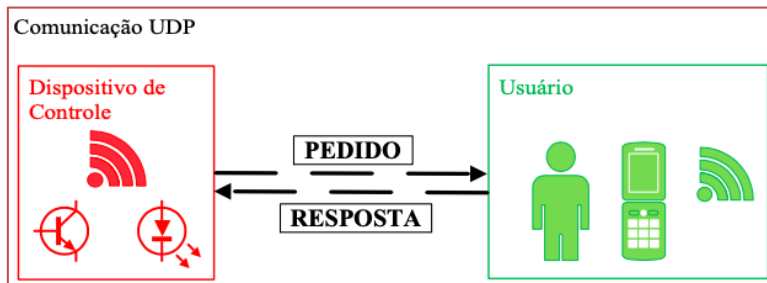 Comunicação UDP
Dispositivo de
Controle
Usuário
PEDIDO
RESPOSTA